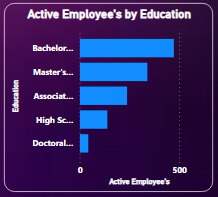 Active Employee's by Education
Education
Bachelor...
Master's...
Associat...
High Sc...
Doctoral...
0
500
Active Employee's